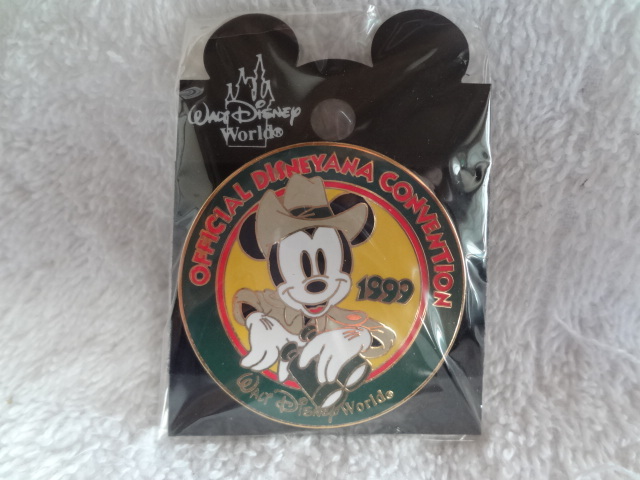 WALT DISNEY
World®
OFFICIAL DISNEYANA CONVENTION
1999
WALT DISNEY World®